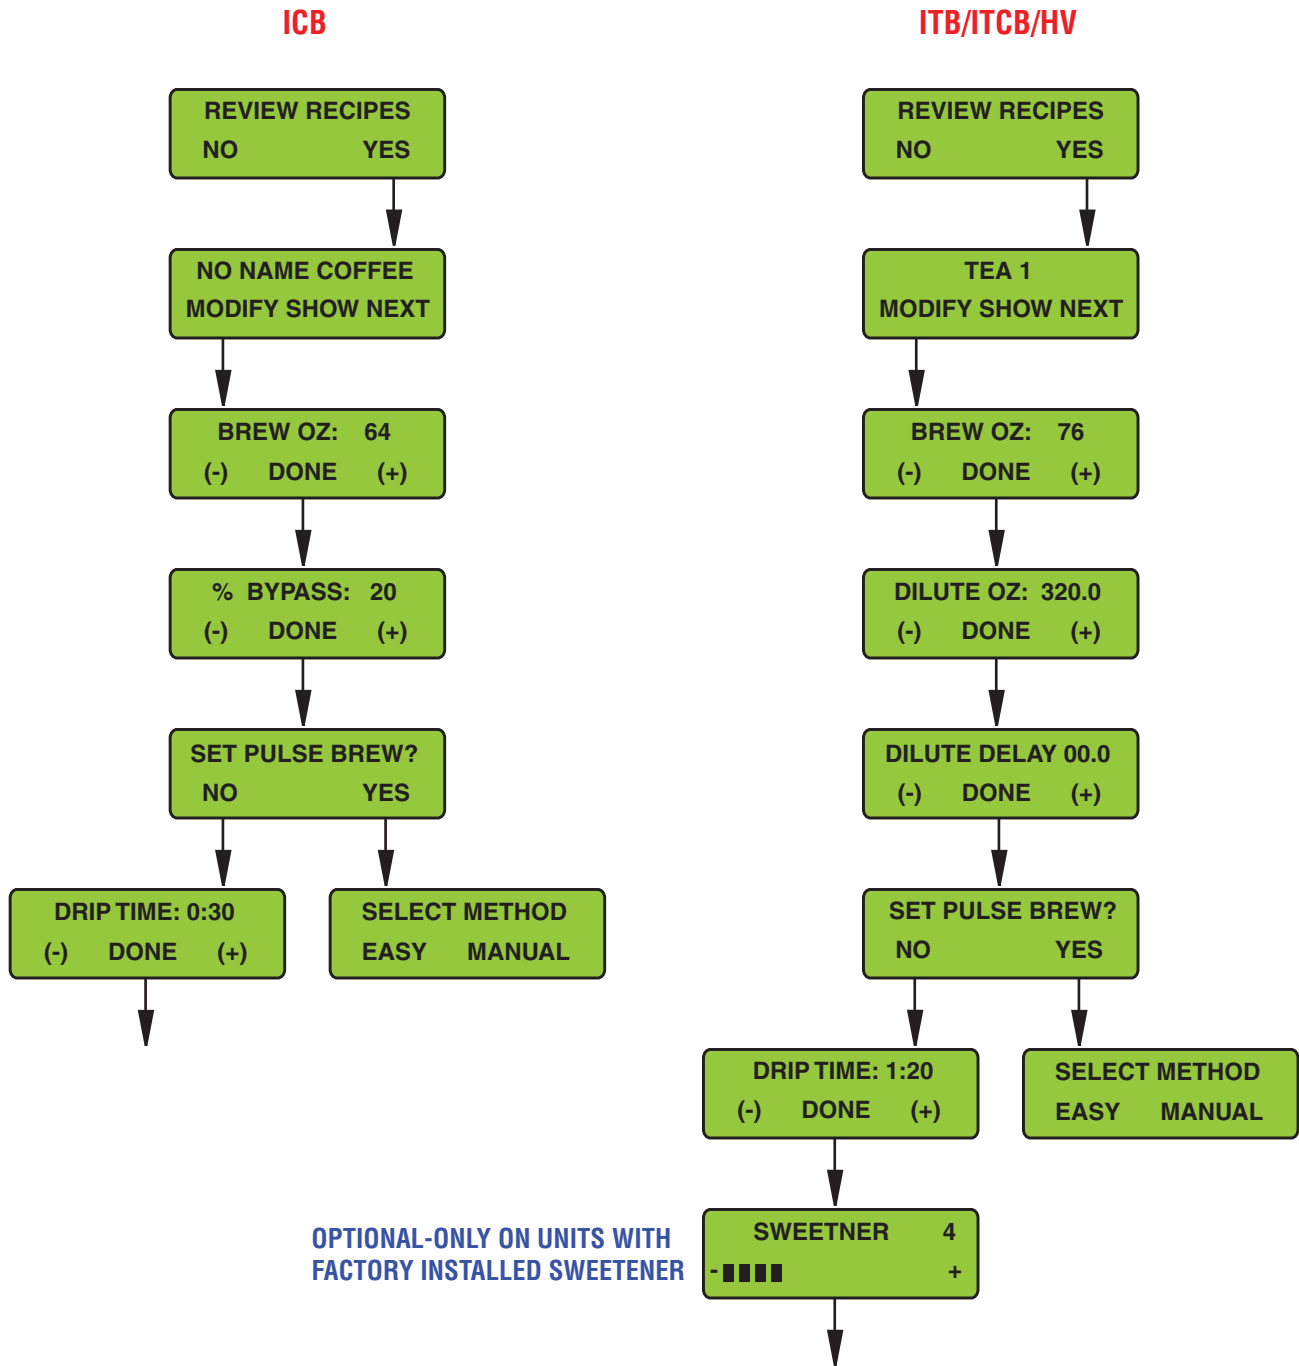 ICB
REVIEW RECIPES
NO YES
NO NAME COFFEE
MODIFY SHOW NEXT
BREW OZ: 64
(-) DONE (+)
% BYPASS: 20
(-) DONE (+)
SET PULSE BREW?
NO YES
DRIP TIME: 0:30
(-) DONE (+)
SELECT METHOD
EASY MANUAL
ITB/ITCB/HV
REVIEW RECIPES
NO YES
TEA 1
MODIFY SHOW NEXT
BREW OZ: 76
(-) DONE (+)
DILUTE OZ: 320.0
(-) DONE (+)
DILUTE DELAY 00.0
(-) DONE (+)
SET PULSE BREW?
NO YES
DRIP TIME: 1:20
(-) DONE (+)
SELECT METHOD
EASY MANUAL
OPTIONAL-ONLY ON UNITS WITH
FACTORY INSTALLED SWEETENER
SWEETNER 4
- +